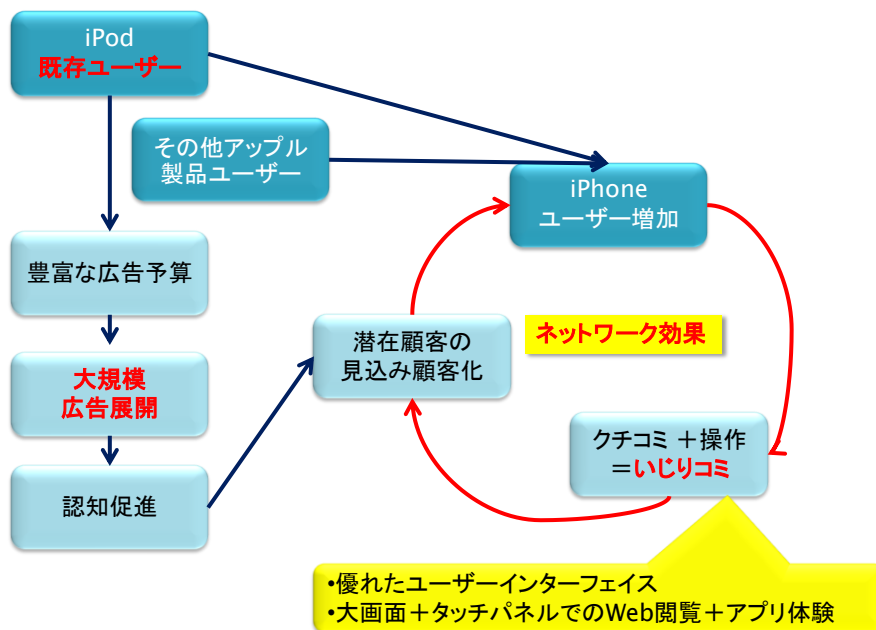 iPod
既存ユーザー
その他アップル
製品ユーザー
iPhone
ユーザー増加
豊富な広告予算
潜在顧客の
見込み顧客化
ネットワーク効果
大規模
広告展開
クチコミ＋操作
＝いじりコミ
認知促進
•優れたユーザーインターフェイス
•大画面＋タッチパネルでのWeb閲覧＋アプリ体験